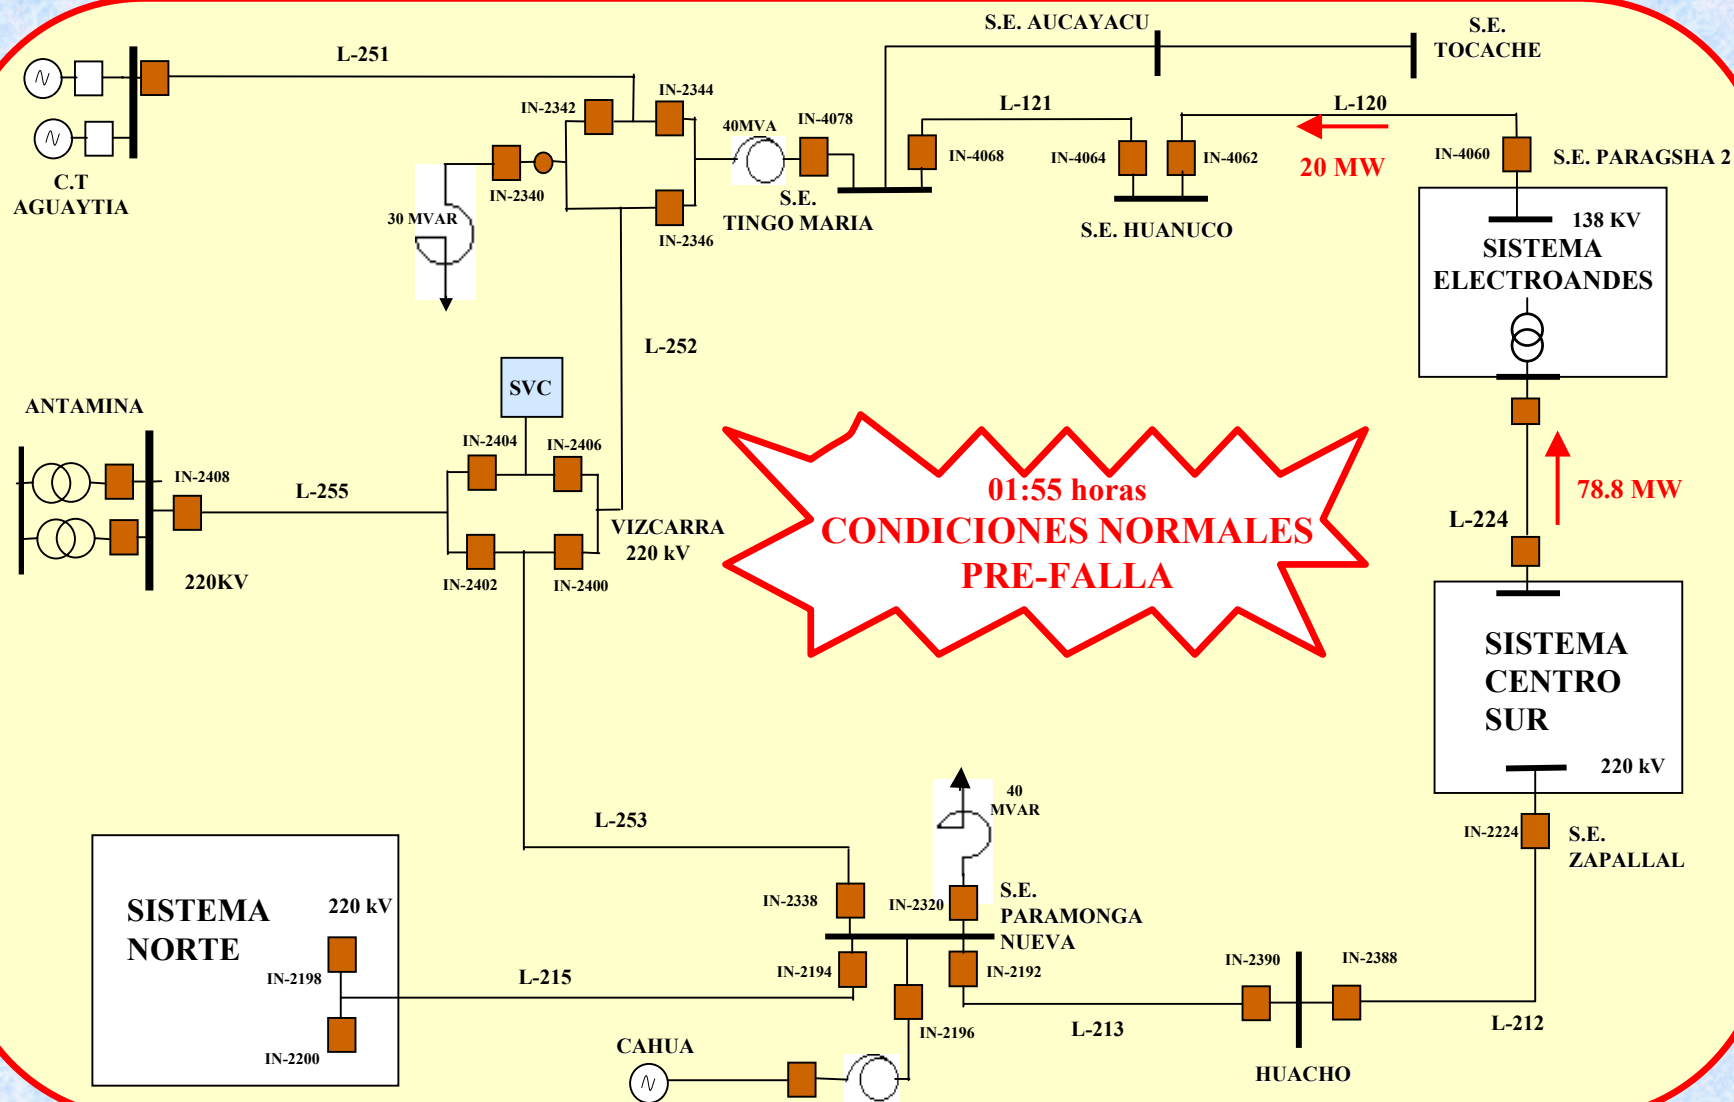 S.E. AUCAYACU
S.E.
TOCACHE
L-251
IN-2342
IN-2344
40MVA
IN-4078
L-121
L-120
20 MW
IN-4068
IN-4064
IN-4062
IN-4060
S.E. PARAGSHA 2
C.T
AGUAYTIA
IN-2340
30 MVAR
IN-2346
S.E.
TINGO MARIA
S.E. HUANUCO
138 KV
SISTEMA
ELECTROANDES
L-252
SVC
ANTAMINA
IN-2404
IN-2406
IN-2408
L-255
VIZCARRA
220 kV
IN-2402
IN-2400
220KV
01:55 horas
CONDICIONES NORMALES
PRE-FALLA
78.8 MW
L-224
SISTEMA
CENTRO
SUR
220 kV
IN-2224
S.E.
ZAPALLAL
L-253
40
MVAR
IN-2338
IN-2320
S.E.
PARAMONGA
NUEVA
SISTEMA
NORTE
220 kV
IN-2198
IN-2200
L-215
IN-2194
IN-2192
IN-2196
L-213
IN-2390
IN-2388
L-212
HUACHO
CAHUA